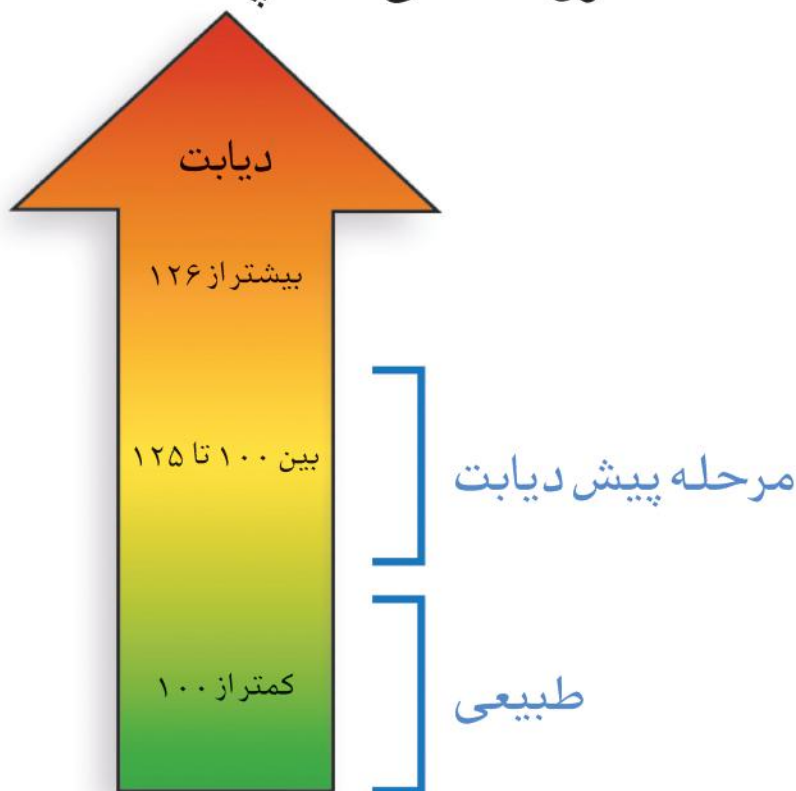 دیابت
بیشتر از ۱۲۶
بین ۱۰۰ تا ۱۲۵
مرحله پیش دیابت
کمتر از ۱۰۰
طبیعی